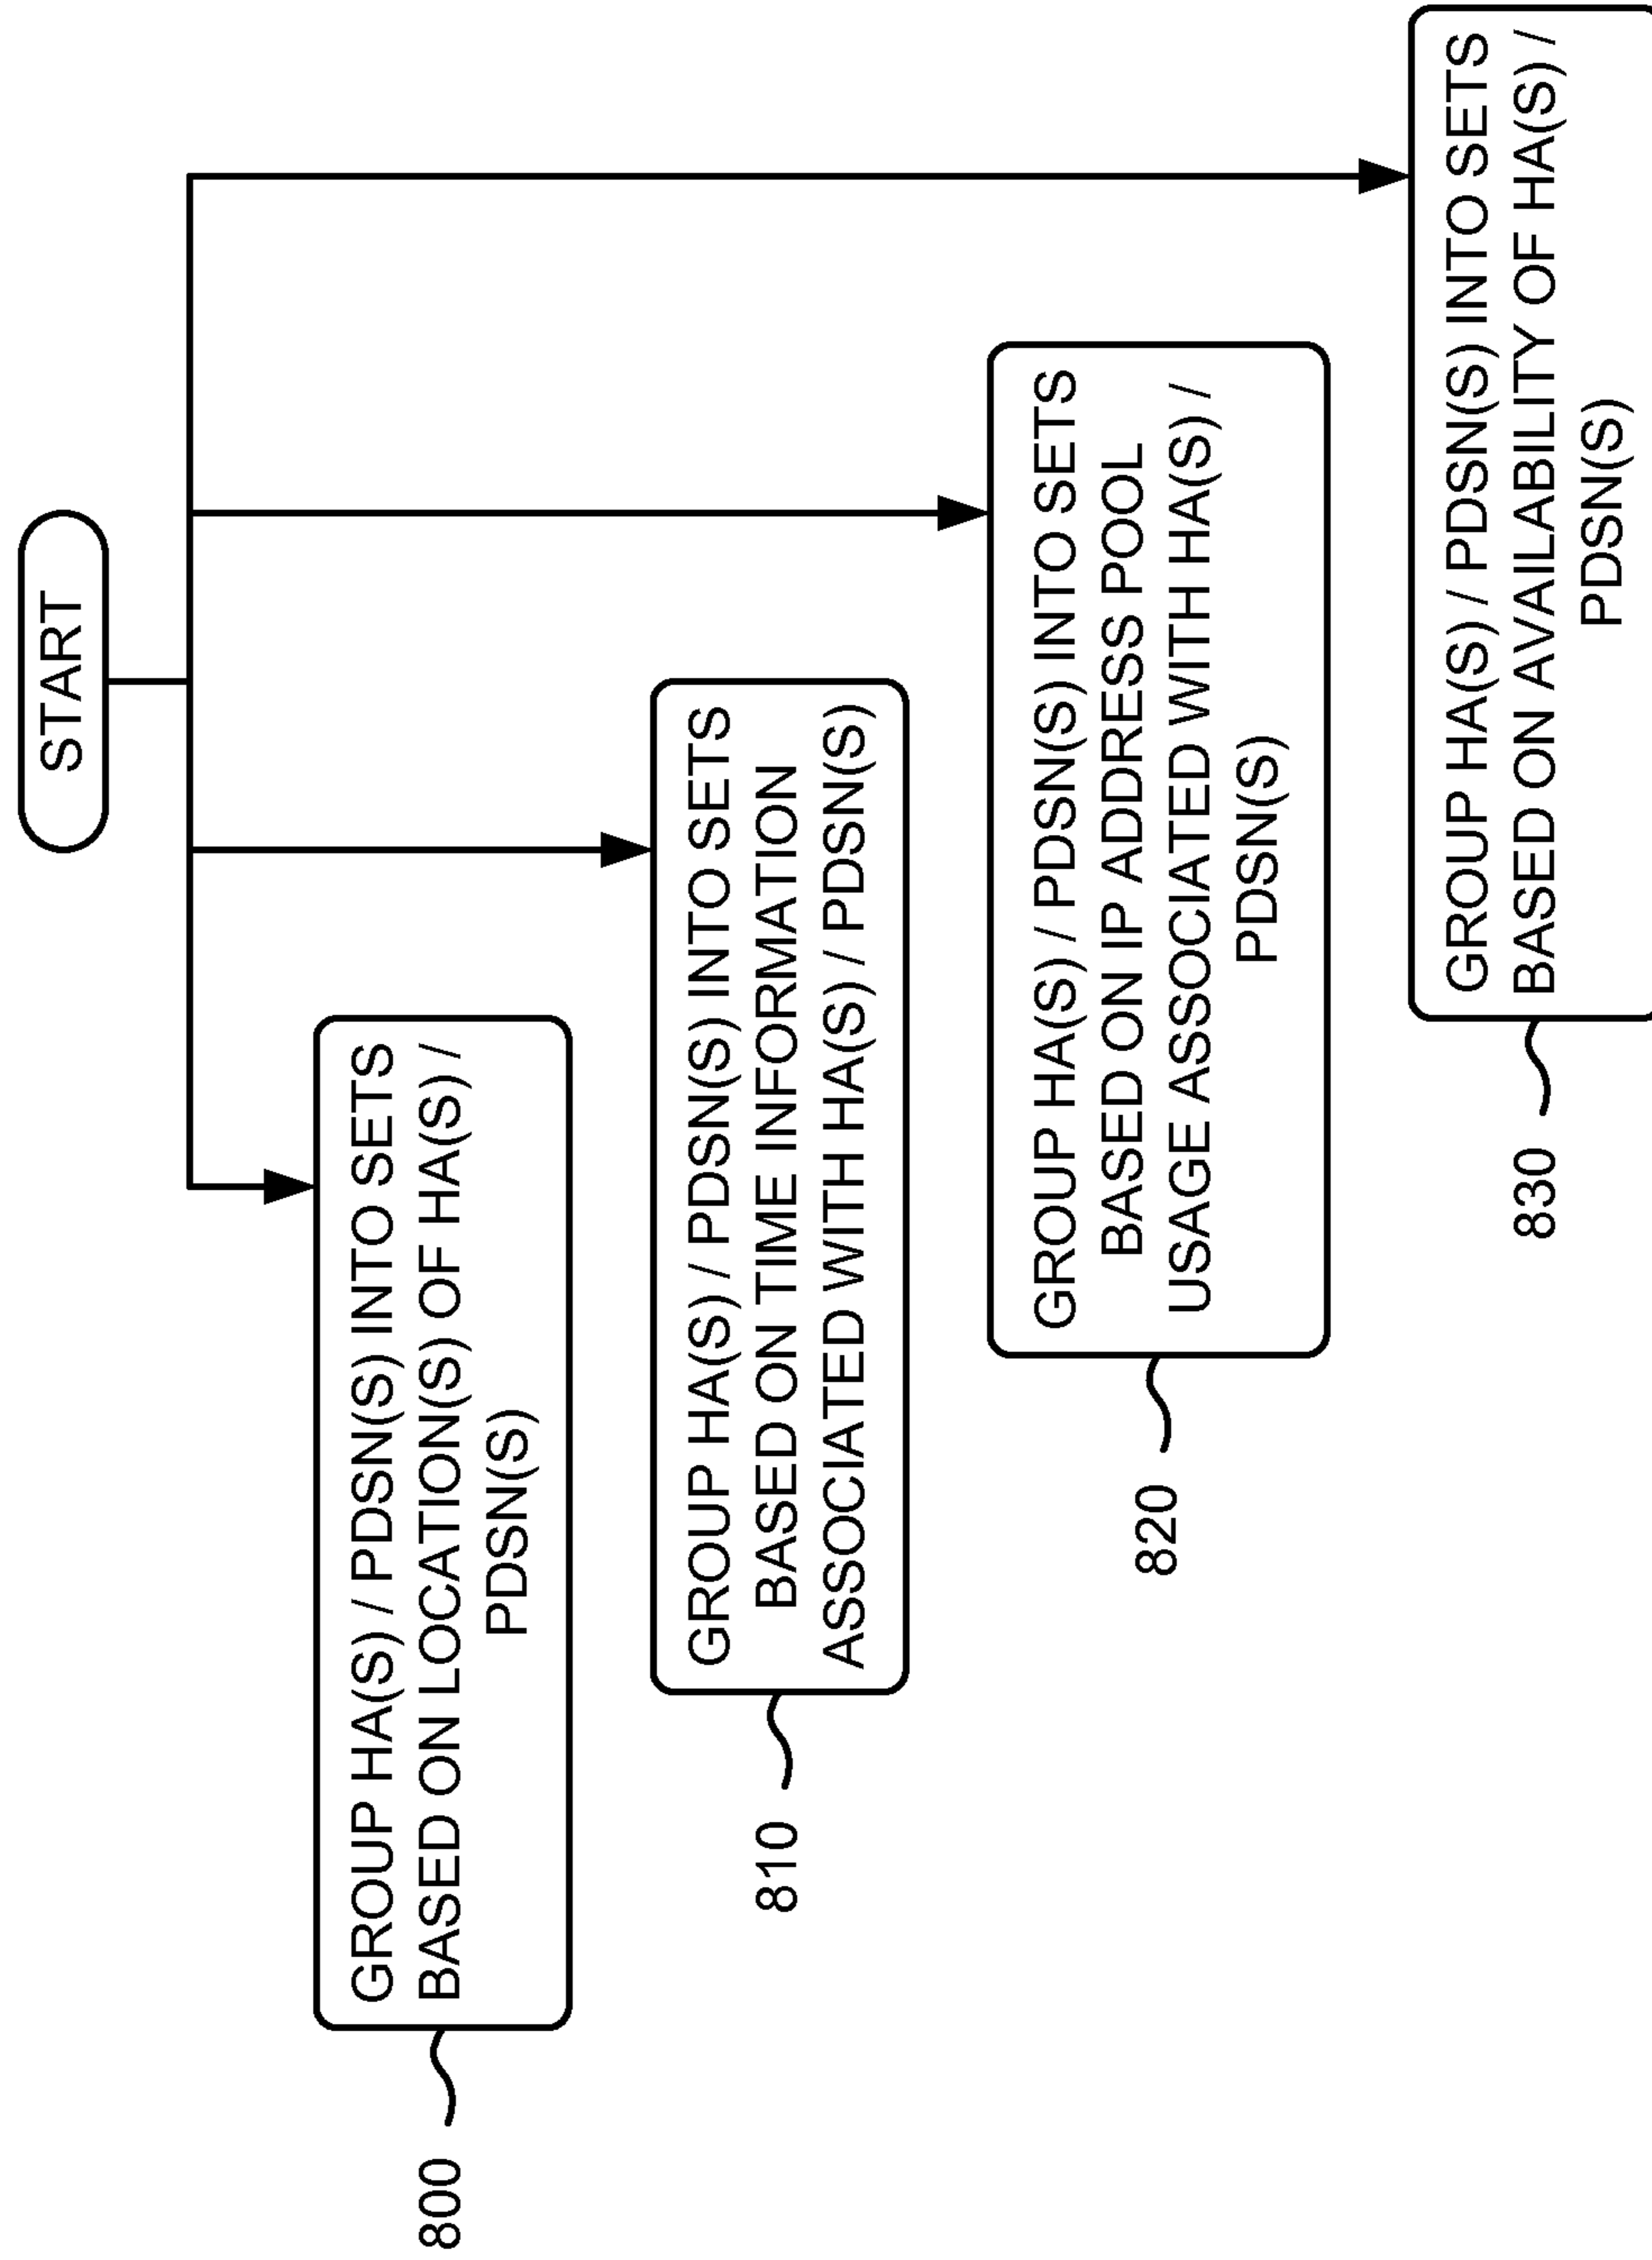 START
GROUP HA(S) / PDSN(S) INTO SETS
BASED ON LOCATION(S) OF HA(S) /
PDSN(S)
800
GROUP HA(S) / PDSN(S) INTO SETS
BASED ON TIME INFORMATION
ASSOCIATED WITH HA(S) / PDSN(S)
810
GROUP HA(S) / PDSN(S) INTO SETS
BASED ON IP ADDRESS POOL
USAGE ASSOCIATED WITH HA(S) /
PDSN(S)
820
GROUP HA(S) / PDSN(S) INTO SETS
BASED ON AVAILABILITY OF HA(S) /
PDSN(S)
830